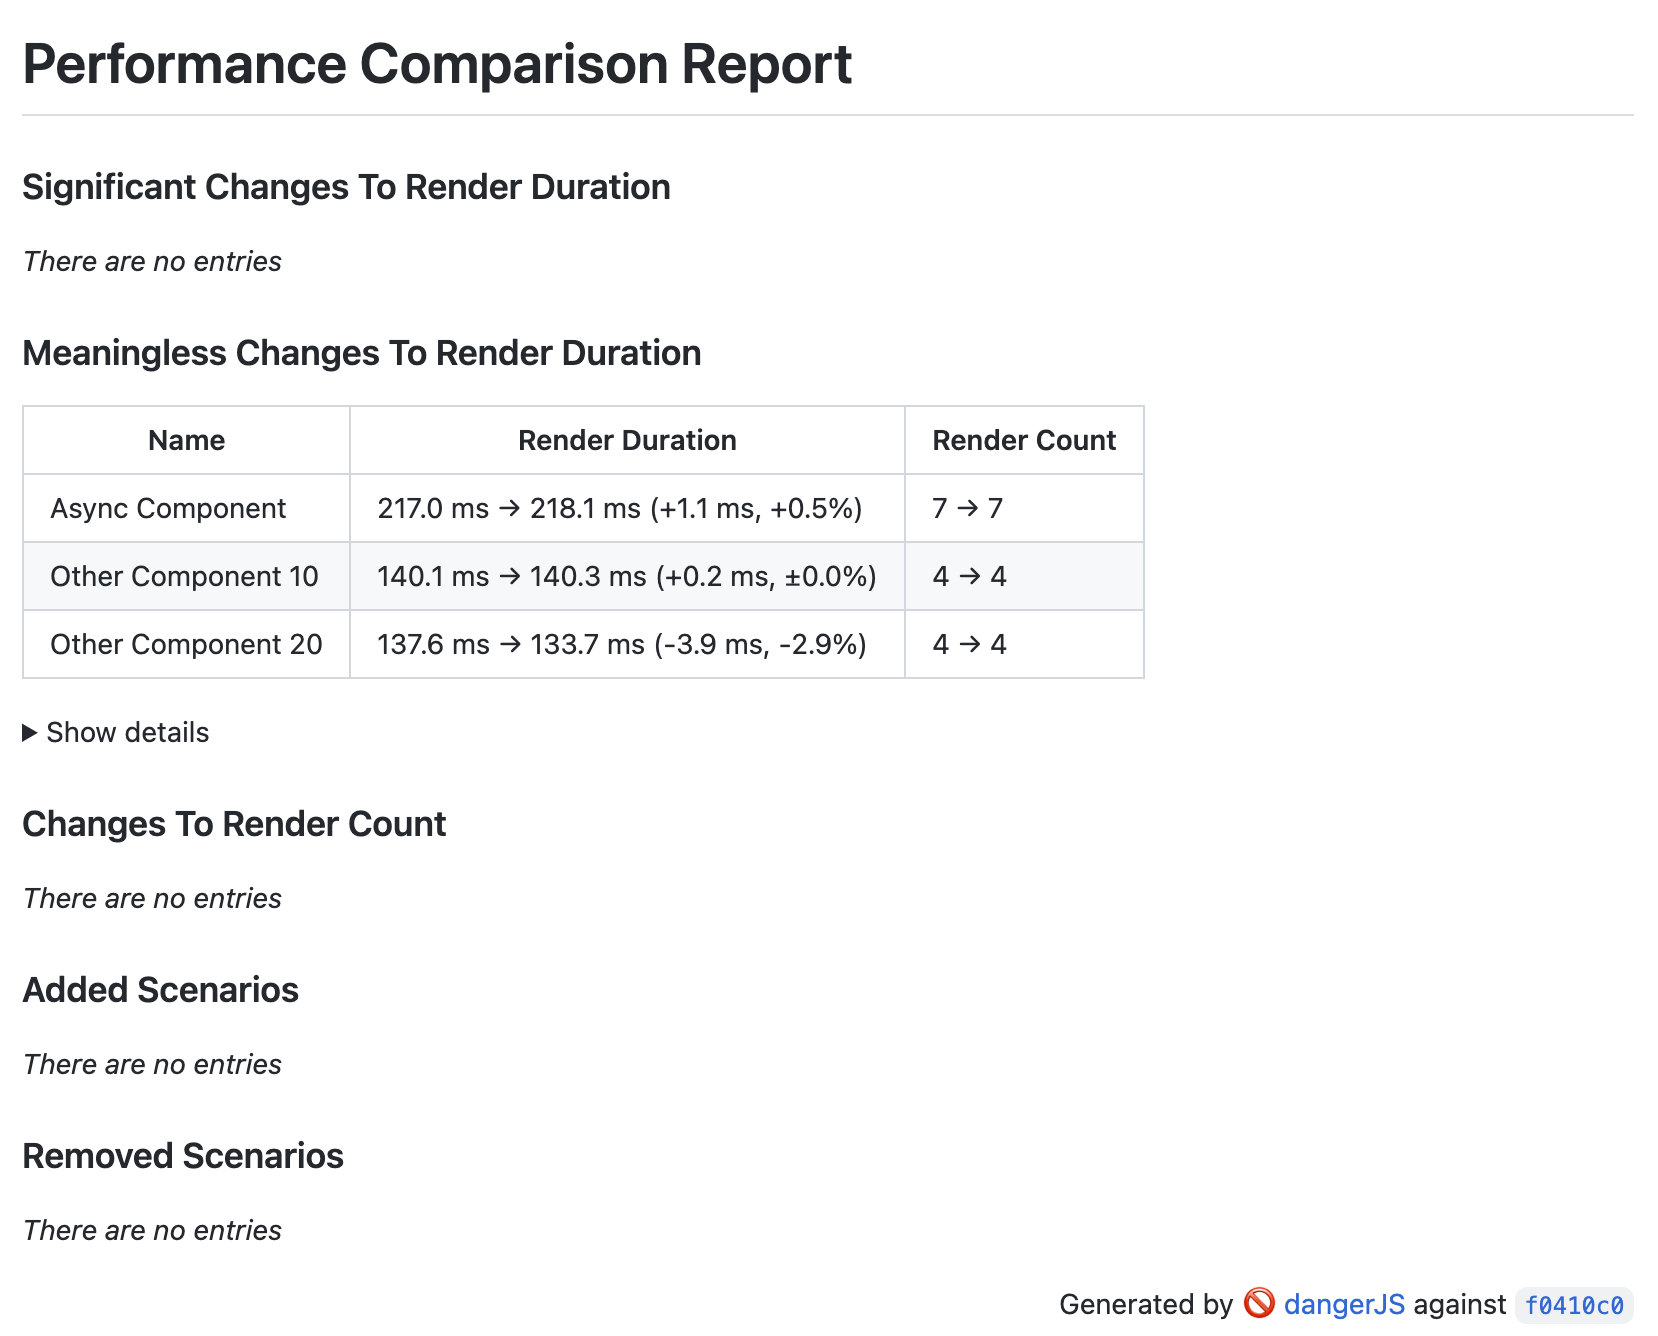 Performance Comparison Report
Significant Changes To Render Duration
There are no entries
Meaningless Changes To Render Duration
Name Render Duration Render Count
Async Component 217.0 ms → 218.1 ms (+1.1 ms, +0.5%) 7 → 7
Other Component 10 140.1 ms → 140.3 ms (+0.2 ms, ±0.0%) 4 → 4
Other Component 20 137.6 ms → 133.7 ms (-3.9 ms, -2.9%) 4 → 4
Show details
Changes To Render Count
There are no entries
Added Scenarios
There are no entries
Removed Scenarios
There are no entries
Generated by 🚫 dangerJS against f0410c0